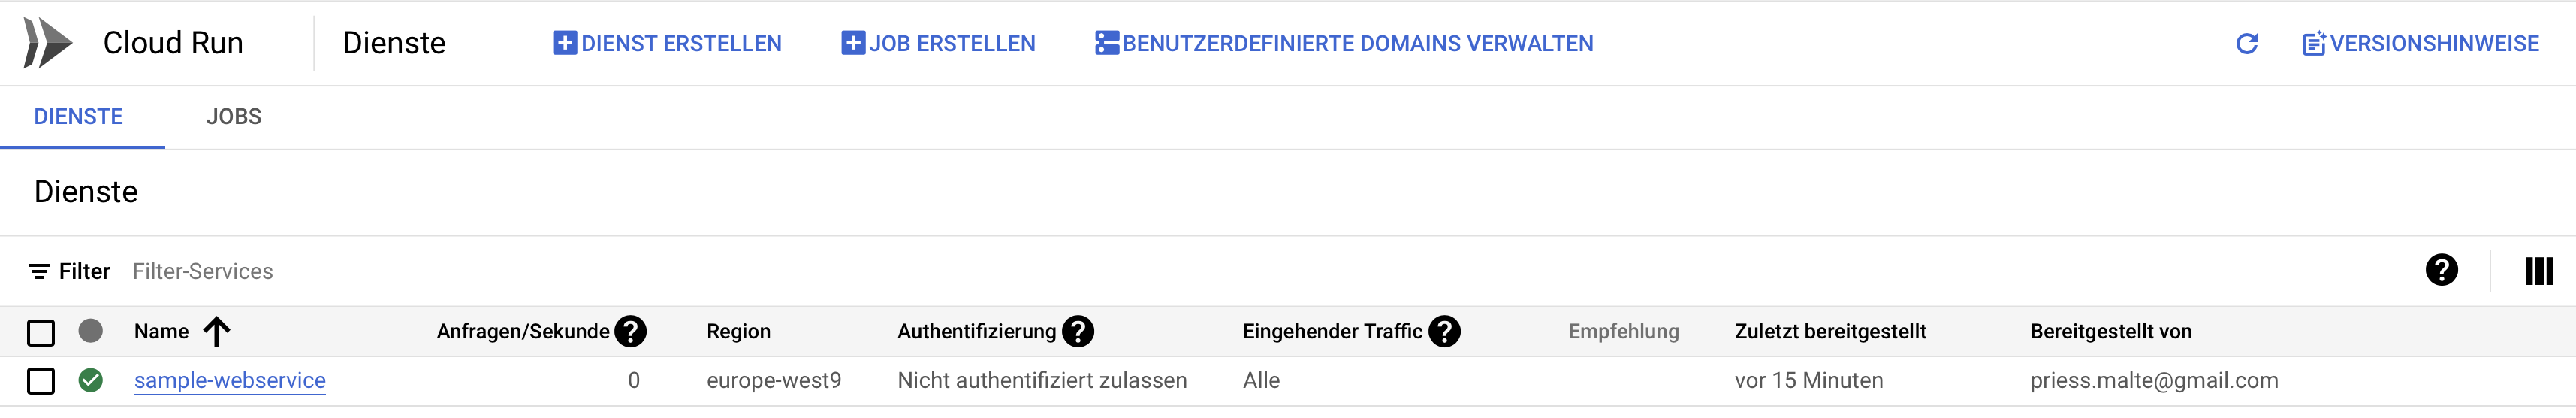 Cloud Run Dienste DIENST ERSTELLEN JOB ERSTELLEN BENUTZERDEFINIERTE DOMAINS VERWALTEN VERSIONSHINWEISE
DIENSTE JOBS
Dienste
Filter Filter-Services
Name Anfragen/Sekunde Region Authentifizierung Eingehender Traffic Empfehlung Zuletzt bereitgestellt Bereitgestellt von
sample-webservice 0 europe-west9 Nicht authentifiziert zulassen Alle vor 15 Minuten priess.malte@gmail.com